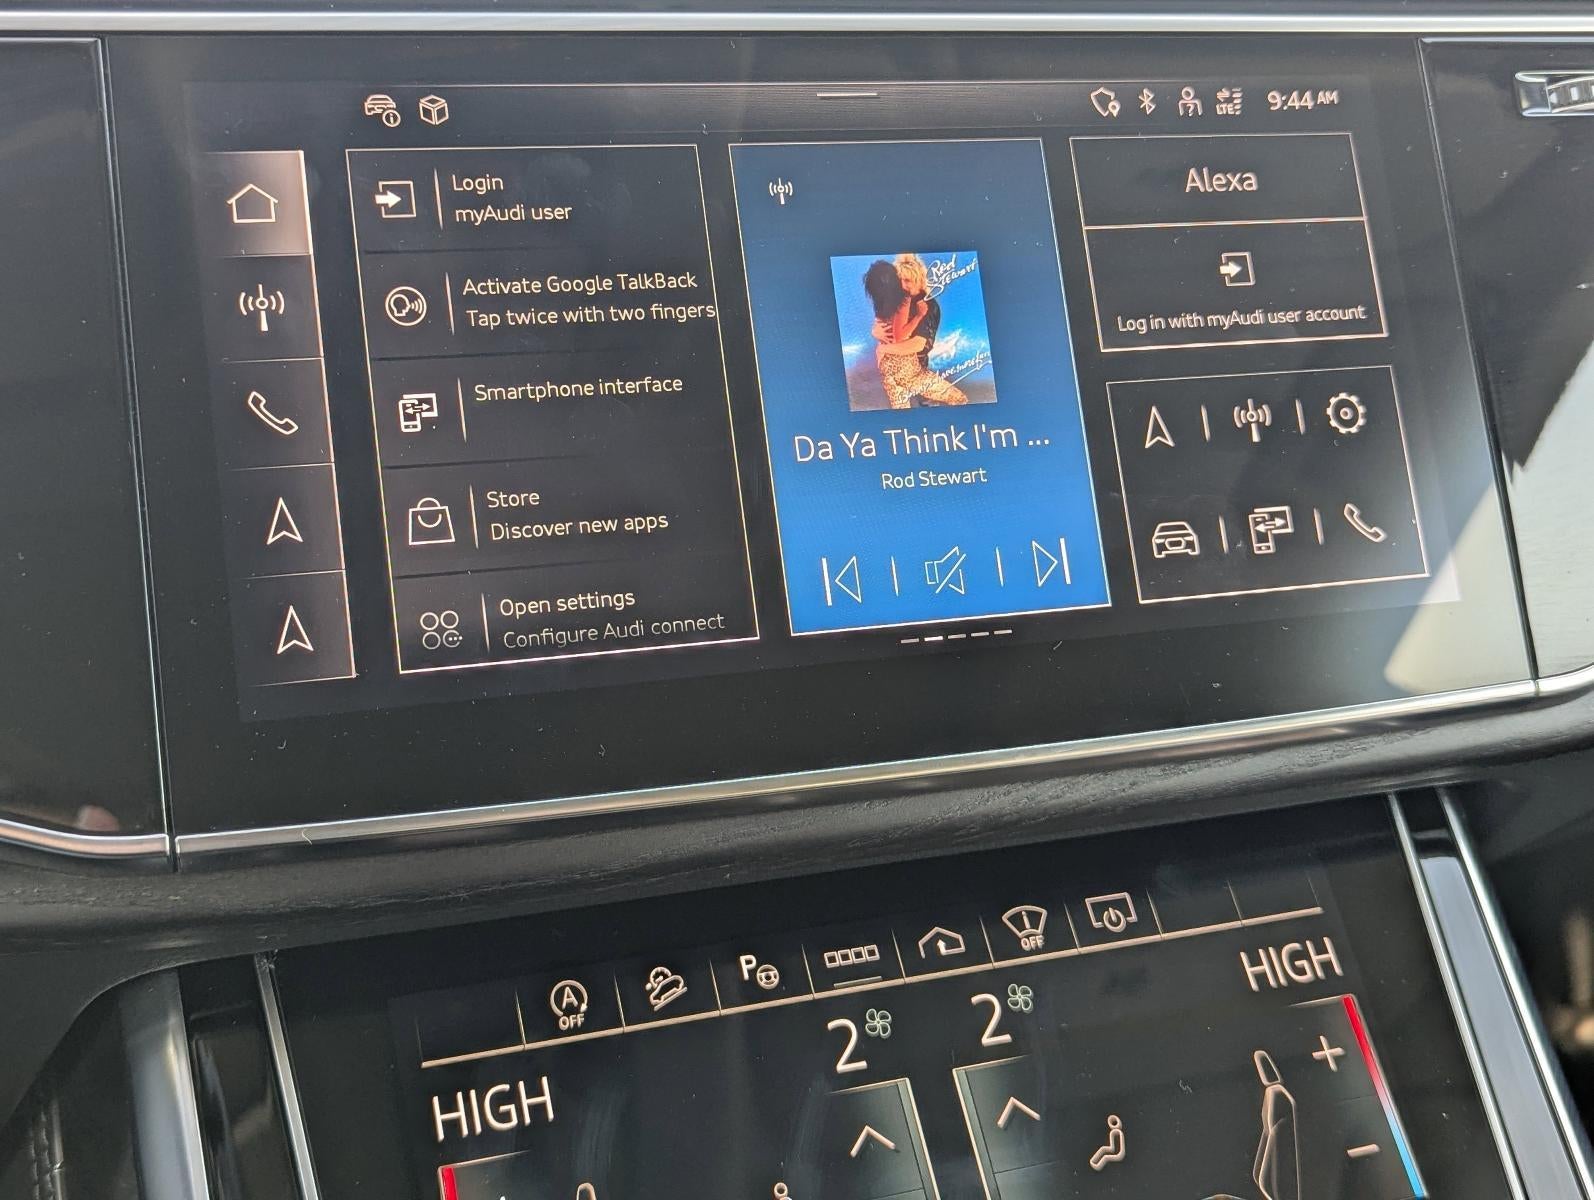 LTE
9:44 AM
Login
myAudi user
Activate Google TalkBack
Tap twice with two fingers
Smartphone interface
Store
Discover new apps
Open settings
Configure Audi connect
Rod
Stewart
Da Ya Think I'm ...
Rod Stewart
Alexa
Log in with myAudi user account
A
OFF
P
OFF
HIGH
2
2
HIGH